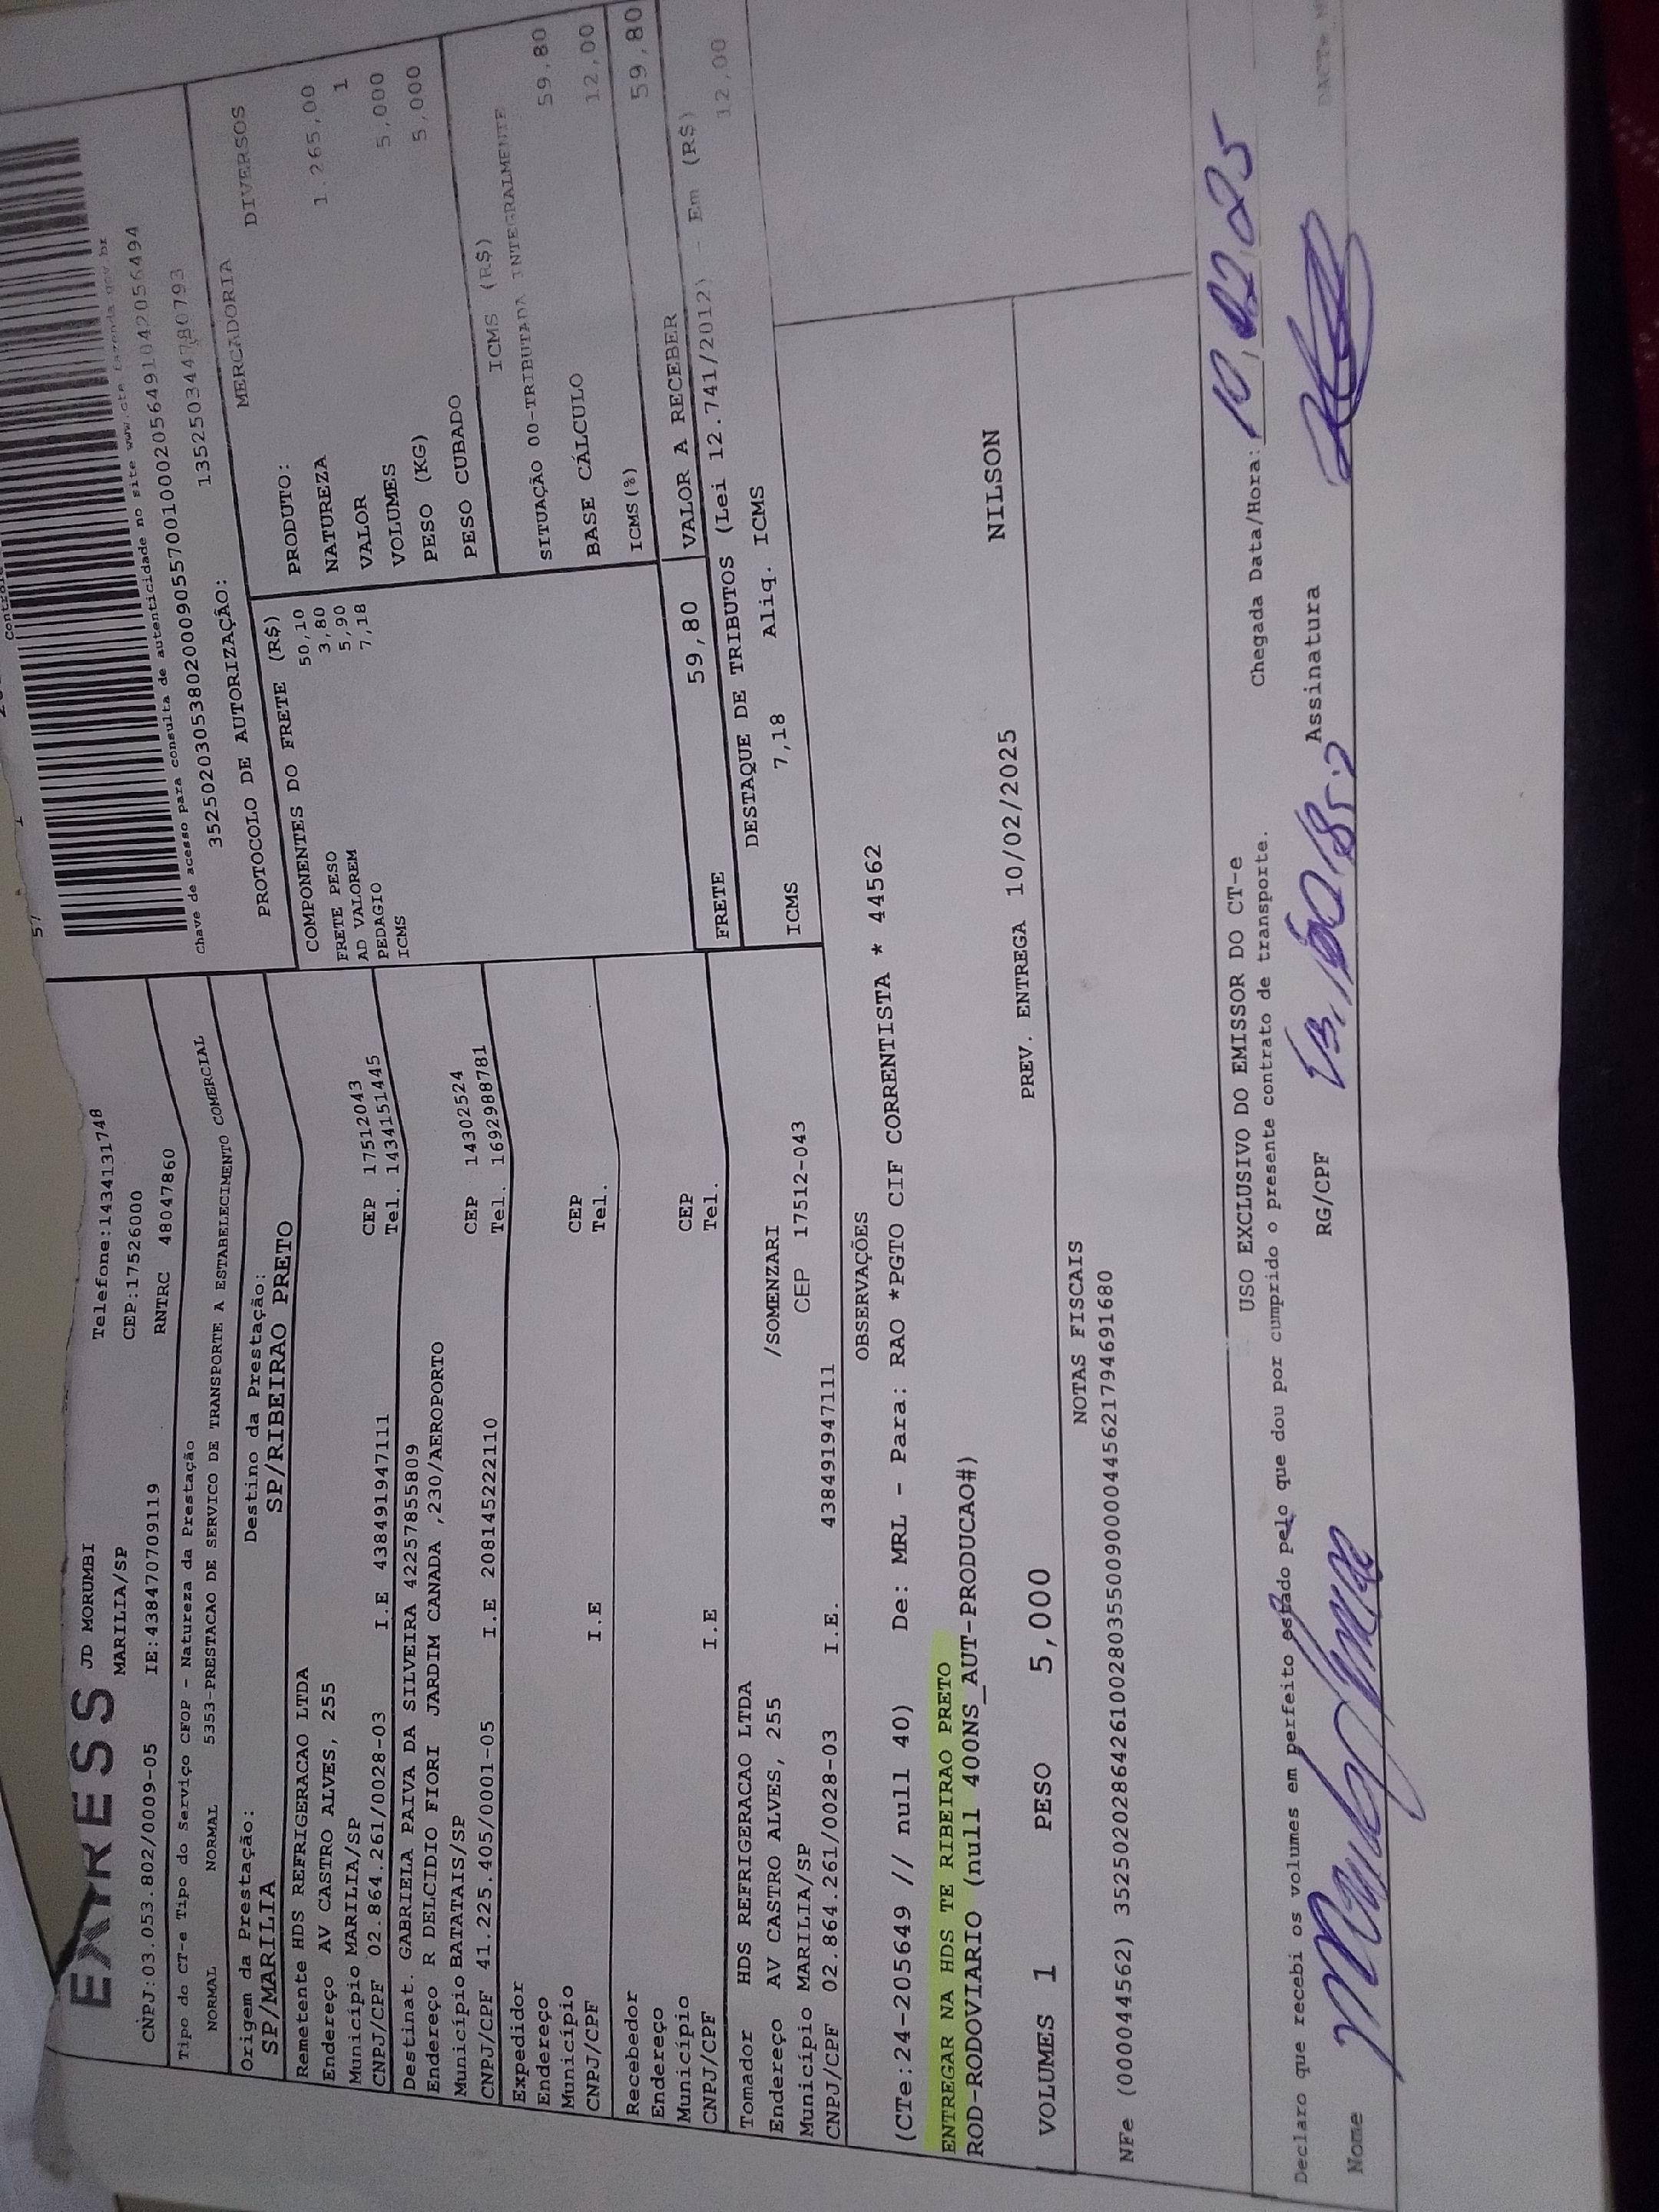 EXPRESS JD MORUMBI Telefone:1434131748
MARILIA/SP CEP:17526000
CNPJ:03.053.802/0009-05 IE:438470709119 RNTRC 48047860
Tipo do CT-e Tipo do Serviço CFOP - Natureza da Prestação
NORMAL NORMAL 5353-PRESTACAO DE SERVICO DE TRANSPORTE A ESTABELECIMENTO COMERCIAL
Origem da Prestação: Destino da Prestação:
SP/MARILIA SP/RIBEIRAO PRETO
Remetente HDS REFRIGERACAO LTDA
Endereço AV CASTRO ALVES, 255
Município MARILIA/SP CEP 17512043
CNPJ/CPF 02.864.261/0028-03 I.E 438491947111 Tel. 1434151445
Destinat. GABRIELA PAIVA DA SILVEIRA 42257855809
Endereço R DELCIDIO FIORI JARDIM CANADA ,230/AEROPORTO
Município BATATAIS/SP CEP 14302524
CNPJ/CPF 41.225.405/0001-05 I.E 208145222110 Tel. 16929888781
Expedidor
Endereço
Município CEP
CNPJ/CPF I.E Tel.
Recebedor
Endereço
Município CEP
CNPJ/CPF I.E Tel.
Tomador HDS REFRIGERACAO LTDA
Endereço AV CASTRO ALVES, 255 /SOMENZARI
Município MARILIA/SP CEP 17512-043
CNPJ/CPF 02.864.261/0028-03 I.E. 438491947111
Chave de acesso para consulta de autenticidade no site www.cte.fazenda.gov.br
35250203053802000905570010002056491042056494
PROTOCOLO DE AUTORIZAÇÃO: 135250344780793
COMPONENTES DO FRETE (R$)
FRETE PESO 50,10
AD VALOREM 3,80
PEDAGIO 5,90
ICMS 7,18
MERCADORIA
PRODUTO: DIVERSOS
NATUREZA
VALOR 1.265,00
VOLUMES 1
PESO (KG) 5,000
PESO CUBADO 5,000
ICMS (R$)
SITUAÇÃO 00-TRIBUTADA INTEGRALMENTE
BASE CÁLCULO 59,80
ICMS(%) 12,00
FRETE 59,80 VALOR A RECEBER 59,80
DESTAQUE DE TRIBUTOS (Lei 12.741/2012) - Em (R$)
ICMS 7,18 Aliq. ICMS 12,00
OBSERVAÇÕES
(CTe:24-205649 // null 40) De: MRL - Para: RAO *PGTO CIF CORRENTISTA * 44562
ENTREGAR NA HDS TE RIBEIRAO PRETO
ROD-RODOVIARIO (null 400NS_AUT-PRODUCAO#)
VOLUMES 1 PESO 5,000 PREV. ENTREGA 10/02/2025 NILSON
NOTAS FISCAIS
NFe (000044562) 35250202864261002803550090000445621794691680
USO EXCLUSIVO DO EMISSOR DO CT-e
Declaro que recebi os volumes em perfeito estado pelo que dou por cumprido o presente contrato de transporte. Chegada Data/Hora: 10/02/25
Nome RG/CPF Assinatura